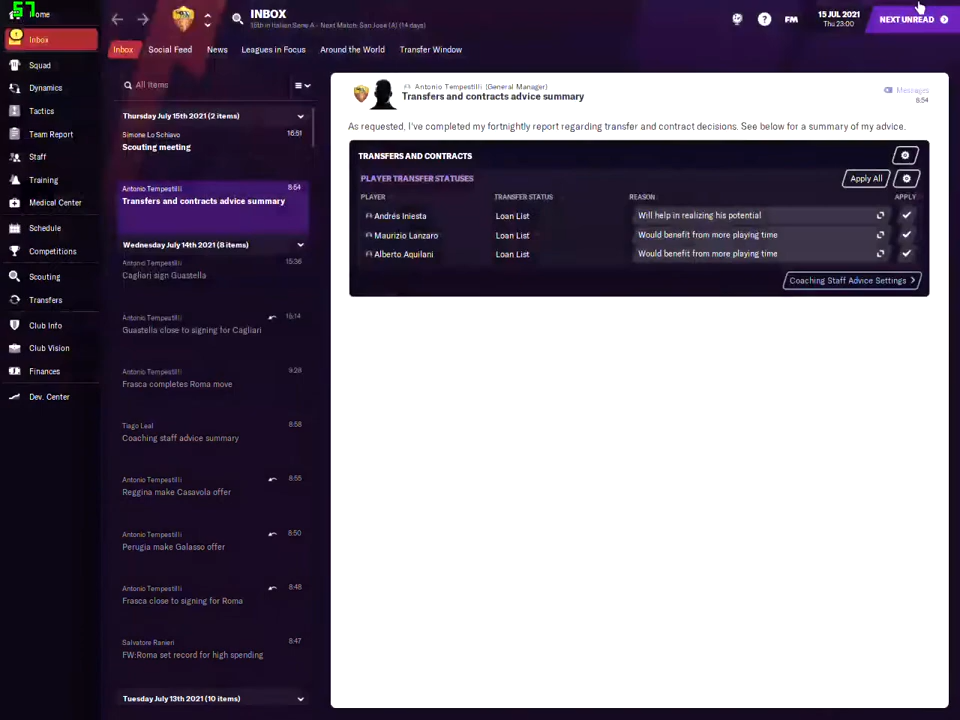 57
Home
INBOX
15th in Italian Serie A - Next Match: San José (A) (14 days)
FM
15 JUL 2021
Thu 23:00
NEXT UNREAD
Inbox
Squad
Dynamics
Tactics
Team Report
Staff
Training
Medical Center
Schedule
Competitions
Scouting
Transfers
Club Info
Club Vision
Finances
Dev. Center
Inbox
Social Feed
News
Leagues in Focus
Around the World
Transfer Window
All Items
Thursday July 15th 2021 (2 items)
Simone Lo Schiavo
16:51
Scouting meeting
Antonio Tempestilli
8:54
Transfers and contracts advice summary
Wednesday July 14th 2021 (8 items)
Antonio Tempestilli
15:36
Cagliari sign Guastella
Antonio Tempestilli
15:14
Guastella close to signing for Cagliari
Antonio Tempestilli
9:28
Frasca completes Roma move
Tiago Leal
8:58
Coaching staff advice summary
Antonio Tempestilli
8:55
Reggina make Casavola offer
Antonio Tempestilli
8:50
Perugia make Galasso offer
Antonio Tempestilli
8:48
Frasca close to signing for Roma
Salvatore Ranieri
8:47
FW:Roma set record for high spending
Tuesday July 13th 2021 (10 items)
Antonio Tempestilli (General Manager)
Transfers and contracts advice summary
Messages
8:54
As requested, I've completed my fortnightly report regarding transfer and contract decisions. See below for a summary of my advice.
TRANSFERS AND CONTRACTS
PLAYER TRANSFER STATUSES
Apply All
PLAYER TRANSFER STATUS REASON APPLY
Andrés Iniesta Loan List Will help in realizing his potential
Maurizio Lanzaro Loan List Would benefit from more playing time
Alberto Aquilani Loan List Would benefit from more playing time
Coaching Staff Advice Settings